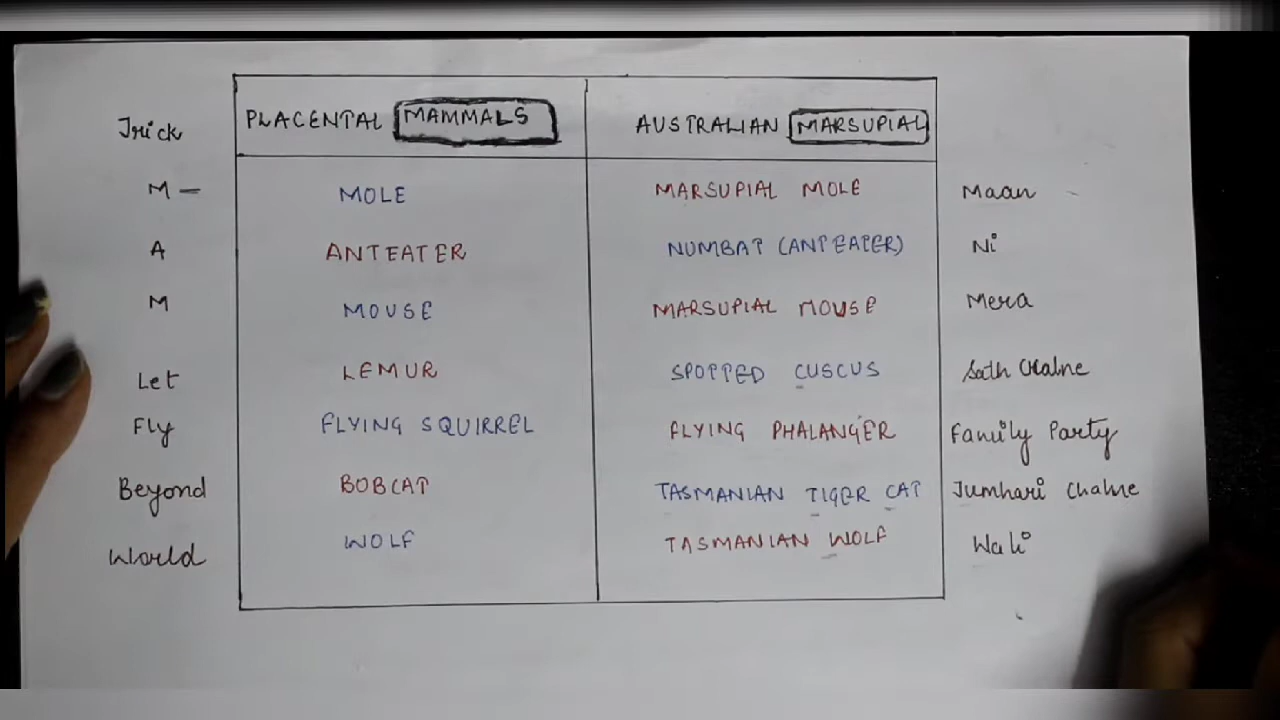 Trick PLACENTAL MAMMALS AUSTRALIAN MARSUPIAL
M — MOLE MARSUPIAL MOLE Maan
A ANTEATER NUMBAT (ANTEATER) Ni
M MOUSE MARSUPIAL MOUSE Mera
Let LEMUR SPOTTED CUSCUS Sath Chalne
Fly FLYING SQUIRREL FLYING PHALANGER Family Party
Beyond BOBCAT TASMANIAN TIGER CAT Jumhari Chalne
World WOLF TASMANIAN WOLF Wali